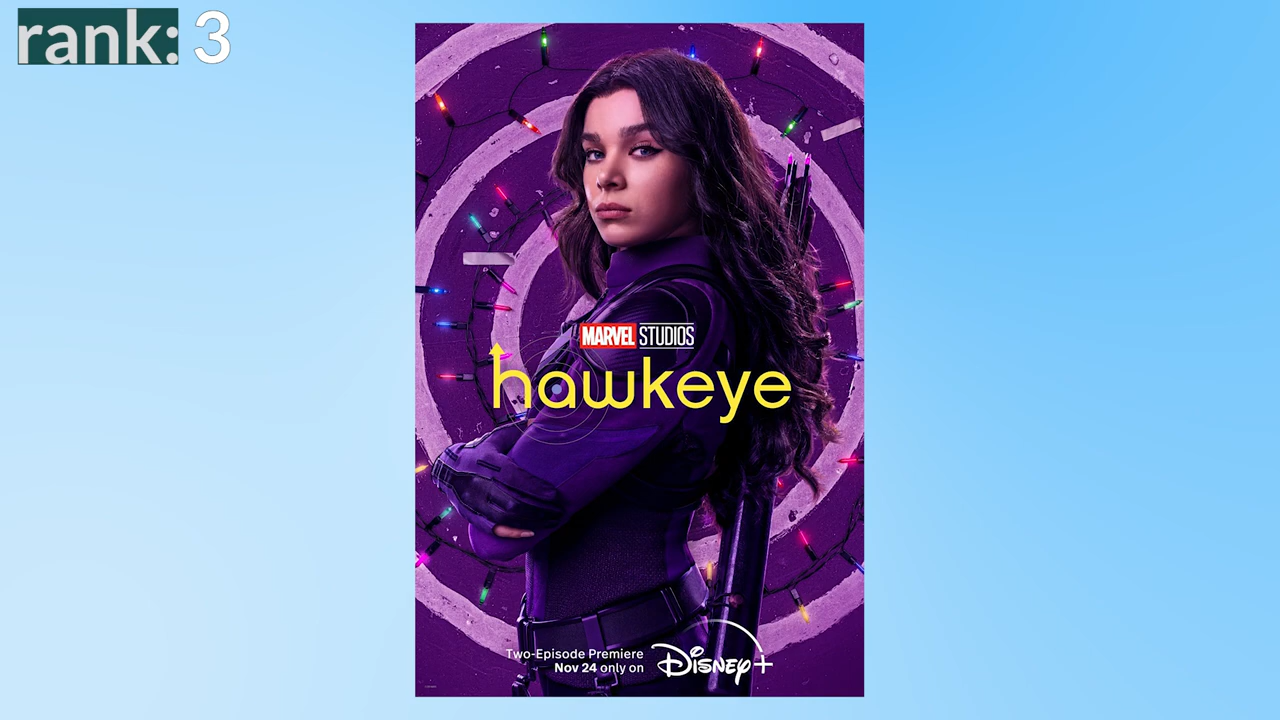 rank: 3
MARVEL STUDIOS
hawkeye
Two-Episode Premiere
Nov 24 only on
Disney+